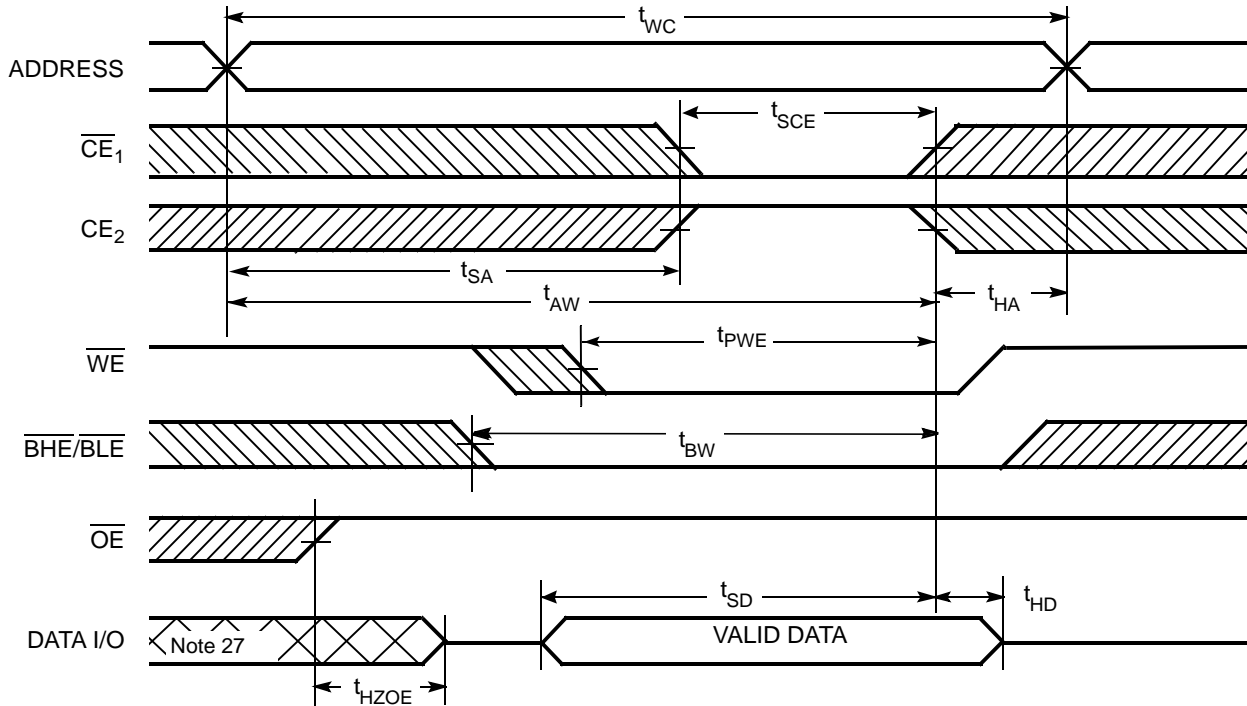 tWC
ADDRESS
tSCE
CE1
CE2
tSA
tAW
tHA
tPWE
WE
BHE/BLE
tBW
OE
tSD
tHD
DATA I/O
Note 27
VALID DATA
tHZOE